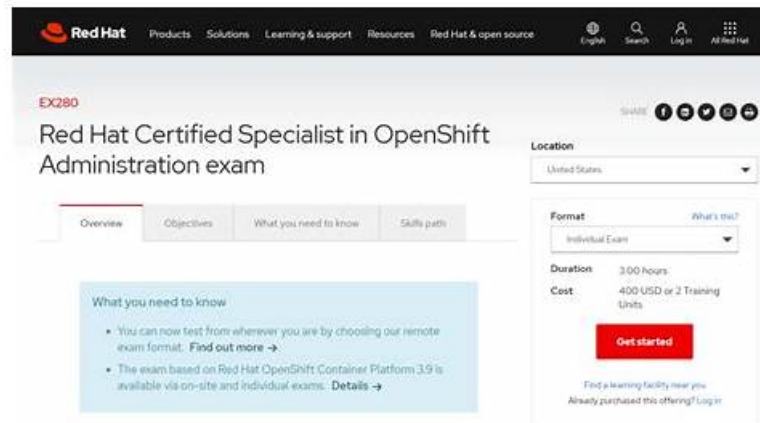 Red Hat
Products Solutions Learning & support Resources Red Hat & open source
English Search Log in All Red Hat
EX280
SHARE
Red Hat Certified Specialist in OpenShift
Administration exam
Location
United States
Overview Objectives What you need to know Skills path
Format What's this?
Individual Exam
Duration 3.00 hours
Cost 400 USD or 2 Training
Units
Get started
Find a learning facility near you
Already purchased this offering? Log in
What you need to know
You can now test from wherever you are by choosing our remote
exam format. Find out more →
The exam based on Red Hat OpenShift Container Platform 3.9 is
available via on-site and individual exams. Details →